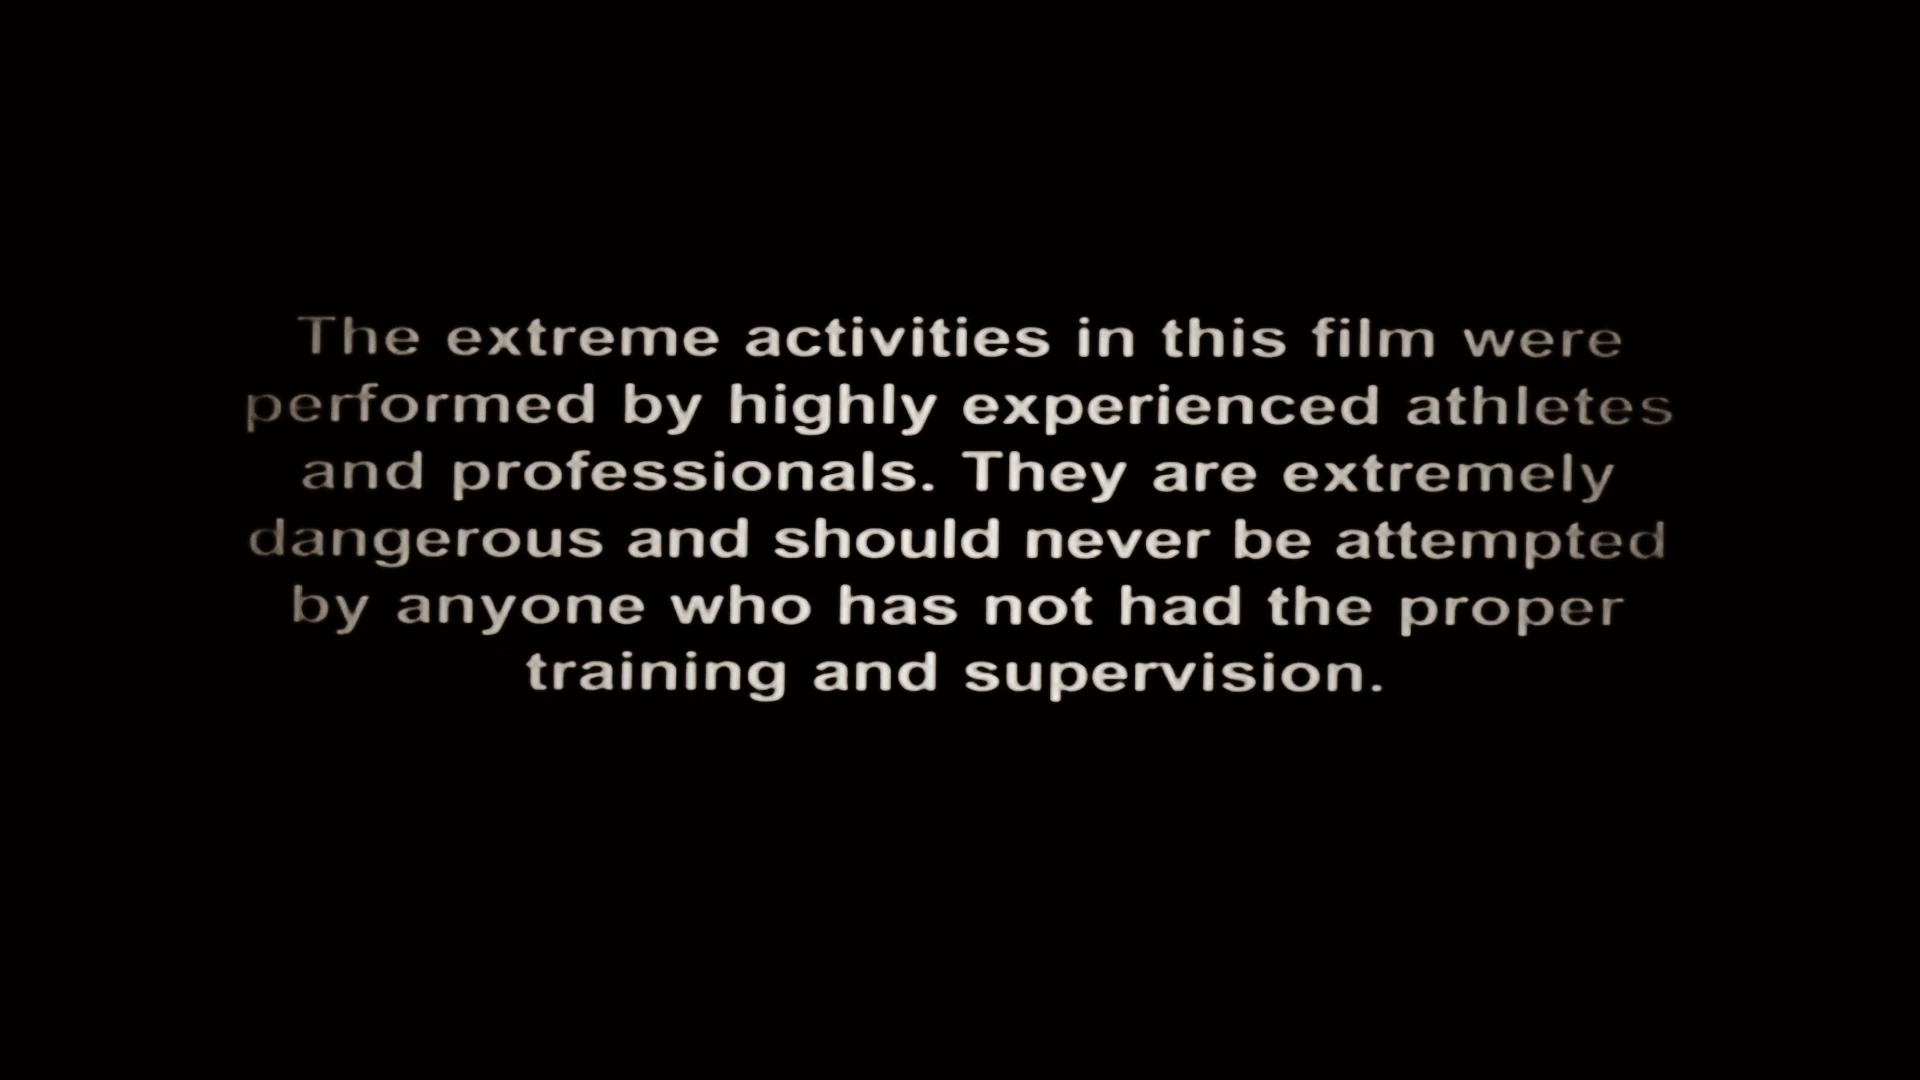 The extreme activities in this film were
performed by highly experienced athletes
and professionals. They are extremely
dangerous and should never be attempted
by anyone who has not had the proper
training and supervision.